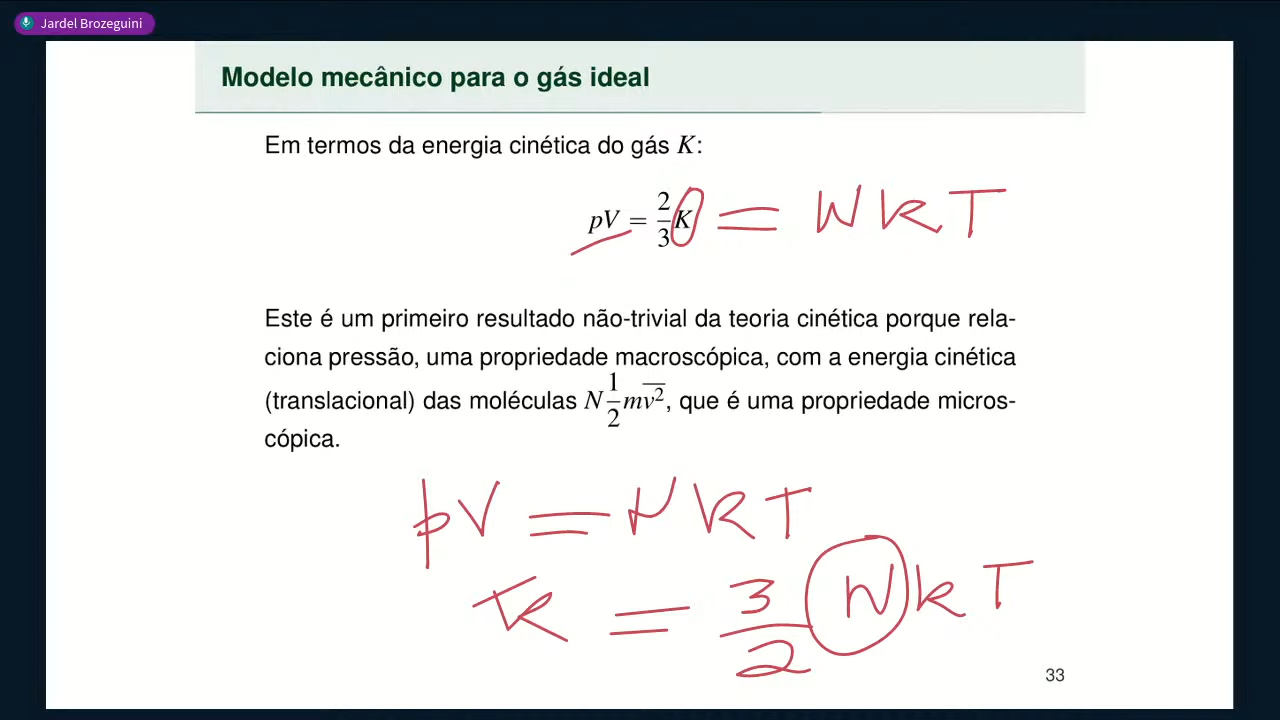 Jardel Brozeguini
Modelo mecânico para o gás ideal
Em termos da energia cinética do gás K:
pV = 2/3 K = NkT
Este é um primeiro resultado não-trivial da teoria cinética porque rela-
ciona pressão, uma propriedade macroscópica, com a energia cinética
(translacional) das moléculas N 1/2 m v̅², que é uma propriedade micros-
cópica.
pV = NkT
K = 3/2 NkT
33